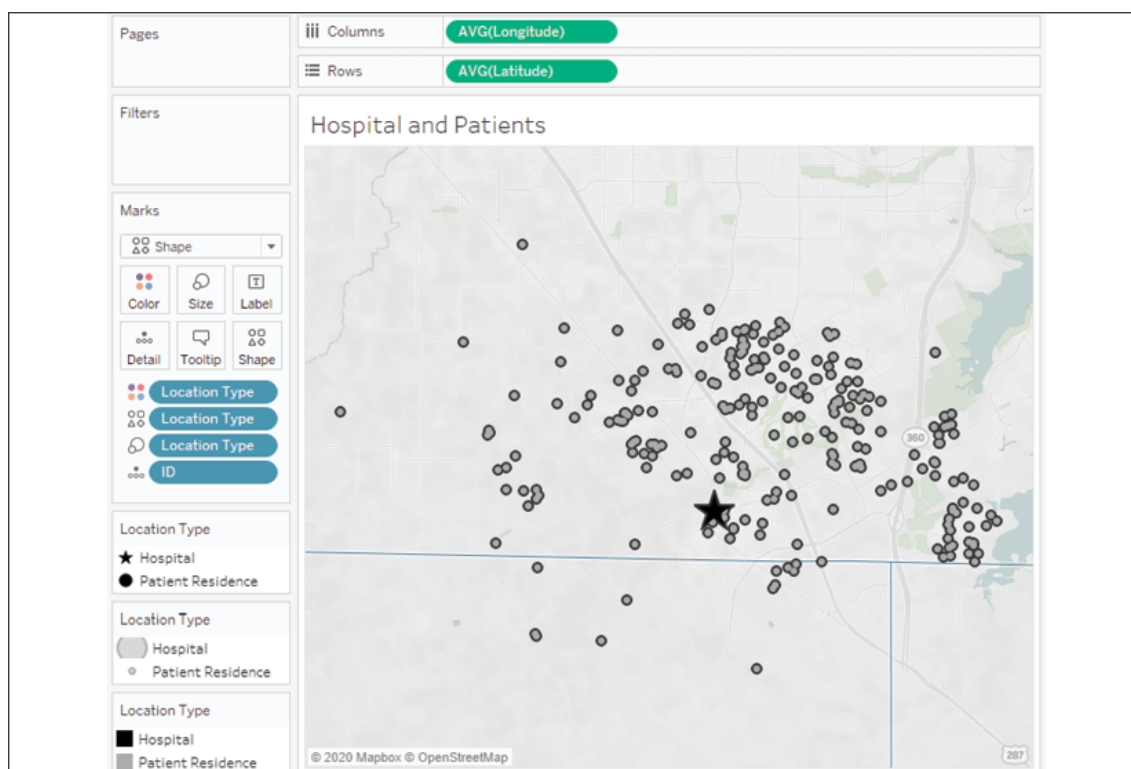 Pages
Columns
AVG(Longitude)
Rows
AVG(Latitude)
Filters
Hospital and Patients
Marks
Shape
Color
Size
Label
Detail
Tooltip
Shape
Location Type
Location Type
Location Type
ID
Location Type
Hospital
Patient Residence
Location Type
Hospital
Patient Residence
Location Type
Hospital
Patient Residence
360
© 2020 Mapbox © OpenStreetMap
287